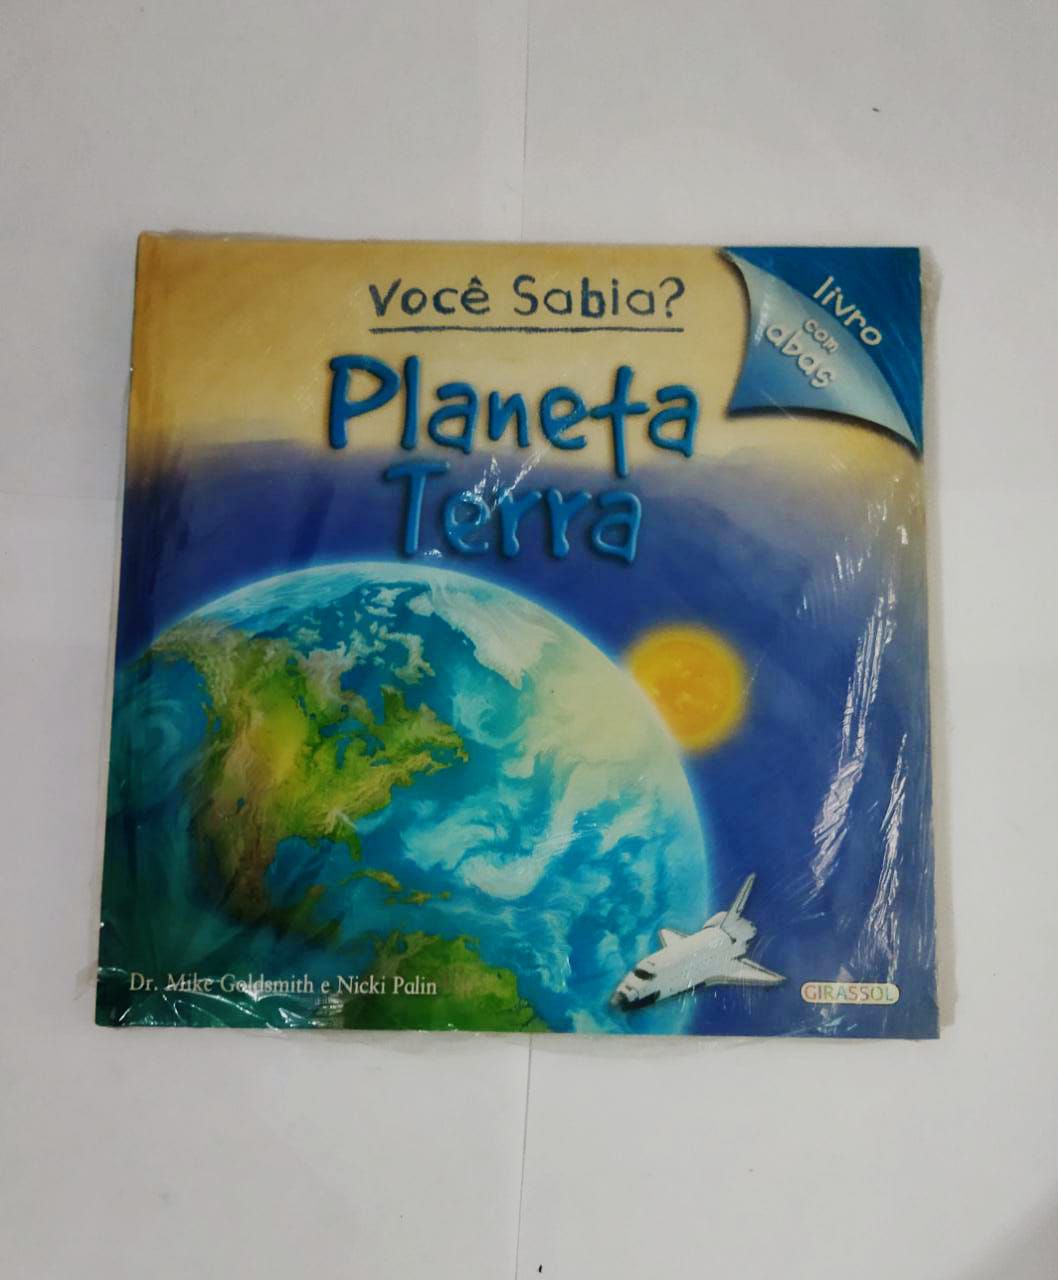 Você Sabia?
Planeta
Terra
livro
com
abas
Dr. Mike Goldsmith e Nicki Palin
GIRASSOL